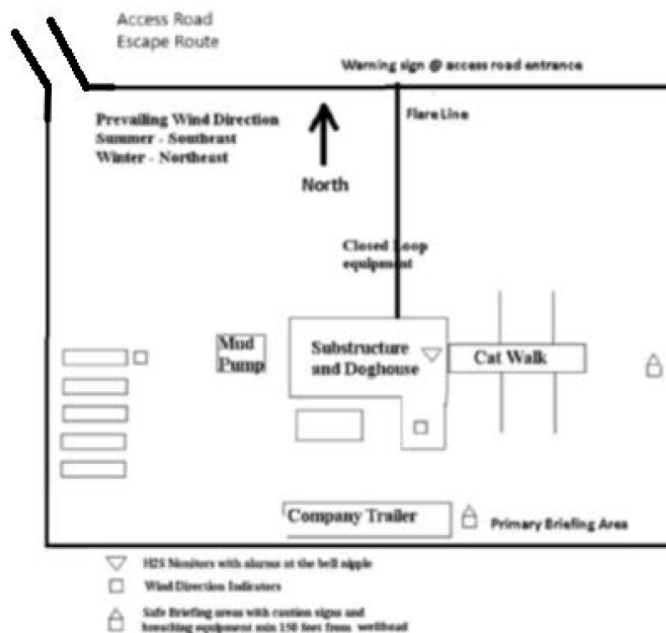 Access Road
Escape Route
Warning sign @ access road entrance
Prevailing Wind Direction
Summer - Southeast
Winter - Northeast
Flare Line
North
Closed Loop
equipment
Mud
Pump
Substructure
and Doghouse
Cat Walk
Company Trailer
Primary Briefing Area
H2S Monitors with alarms at the bell nipple
Wind Direction Indicators
Safe Briefing areas with caution signs and
breathing equipment min 150 feet from wellhead